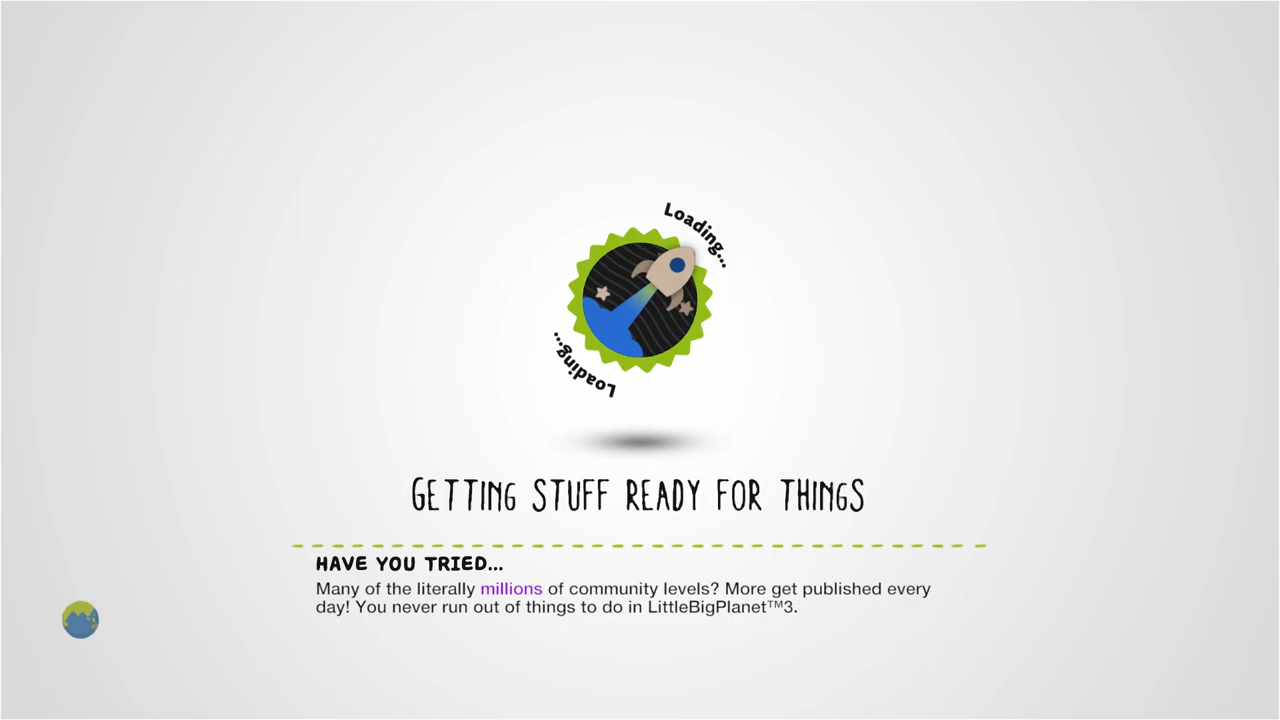 Loading...
Loading...
GETTING STUFF READY FOR THINGS
HAVE YOU TRIED...
Many of the literally millions of community levels? More get published every
day! You never run out of things to do in LittleBigPlanet™3.